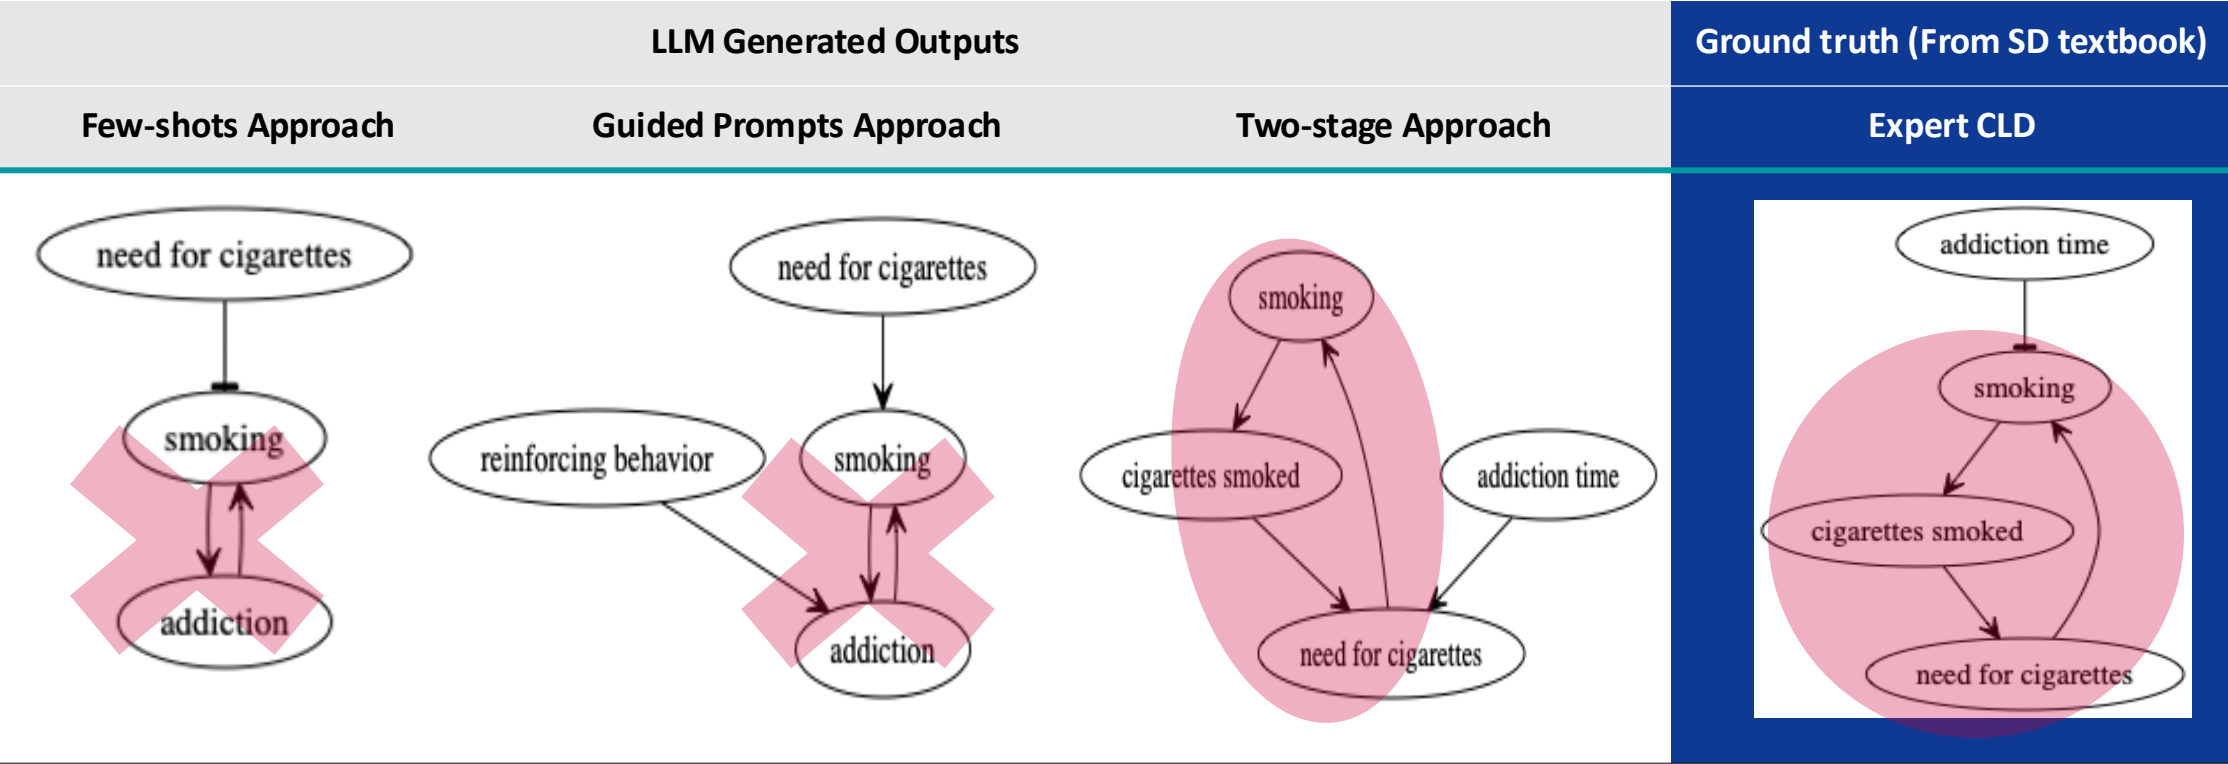 LLM Generated Outputs
Ground truth (From SD textbook)
Few-shots Approach
Guided Prompts Approach
Two-stage Approach
Expert CLD
need for cigarettes
smoking
addiction
need for cigarettes
reinforcing behavior
smoking
addiction
smoking
cigarettes smoked
addiction time
need for cigarettes
addiction time
smoking
cigarettes smoked
need for cigarettes